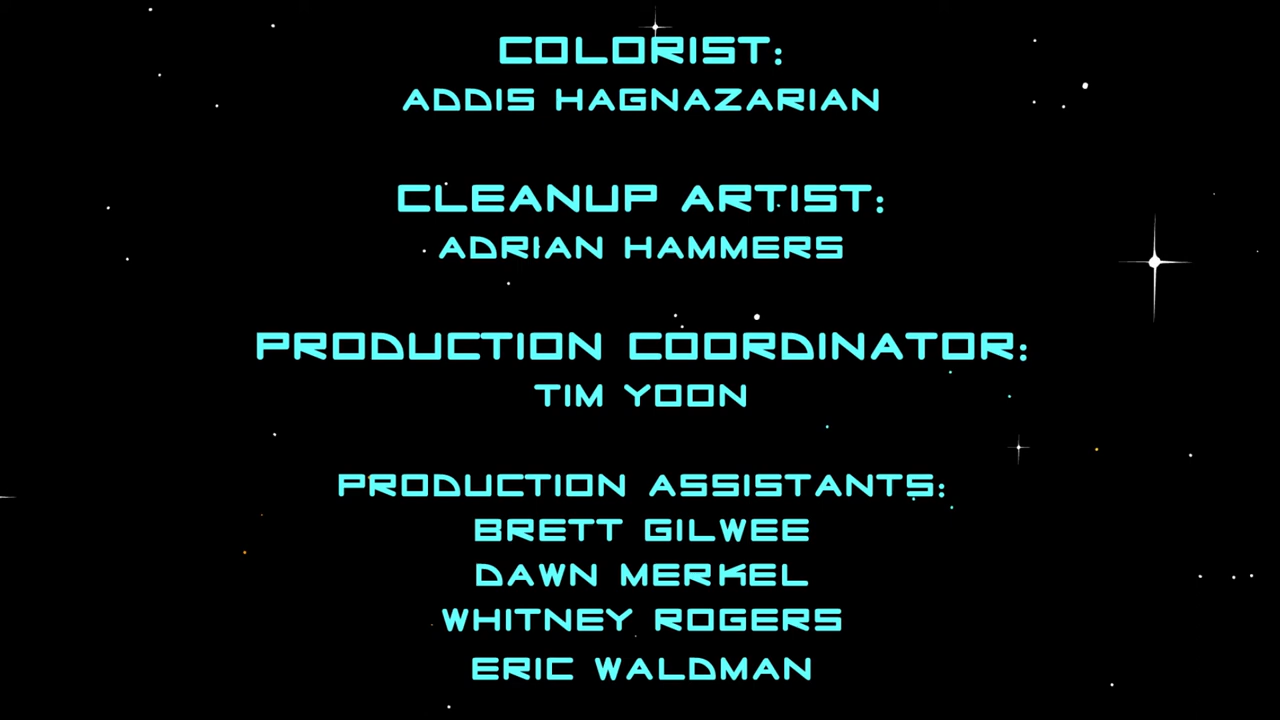 COLORIST:
ADDIS HAGNAZARIAN
CLEANUP ARTIST:
ADRIAN HAMMERS
PRODUCTION COORDINATOR:
TIM YOON
PRODUCTION ASSISTANTS:
BRETT GILWEE
DAWN MERKEL
WHITNEY ROGERS
ERIC WALDMAN